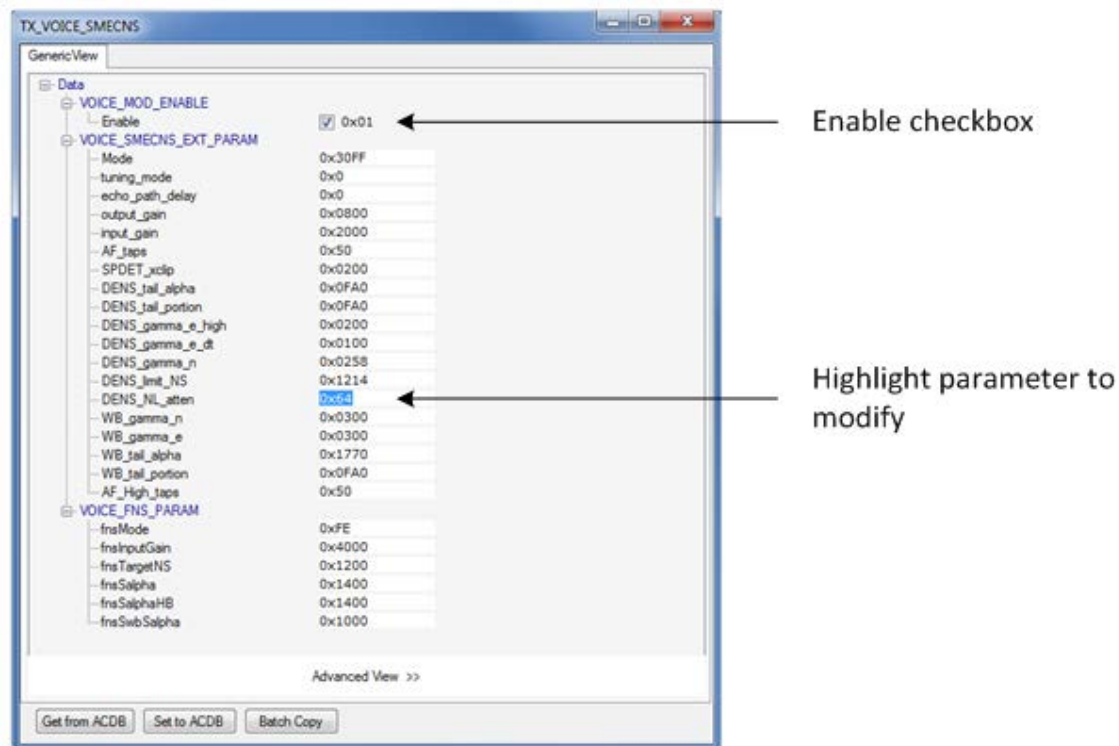 TX_VOICE_SMECNS
GenericView
Data
VOICE_MOD_ENABLE
Enable 0x01
Enable checkbox
VOICE_SMECNS_EXT_PARAM
Mode 0x30FF
tuning_mode 0x0
echo_path_delay 0x0
output_gain 0x0800
input_gain 0x2000
AF_taps 0x50
SPDET_xclip 0x0200
DENS_tail_alpha 0x0FA0
DENS_tail_portion 0x0FA0
DENS_gamma_e_high 0x0200
DENS_gamma_e_dt 0x0100
DENS_gamma_n 0x0258
DENS_limit_NS 0x1214
DENS_NL_atten 0x64
Highlight parameter to
modify
WB_gamma_n 0x0300
WB_gamma_e 0x0300
WB_tail_alpha 0x1770
WB_tail_portion 0x0FA0
AF_High_taps 0x50
VOICE_FNS_PARAM
fnsMode 0xFE
fnsInputGain 0x4000
fnsTargetNS 0x1200
fnsSalpha 0x1400
fnsSalphaHB 0x1400
fnsSwbSalpha 0x1000
Advanced View >>
Get from ACDB Set to ACDB Batch Copy